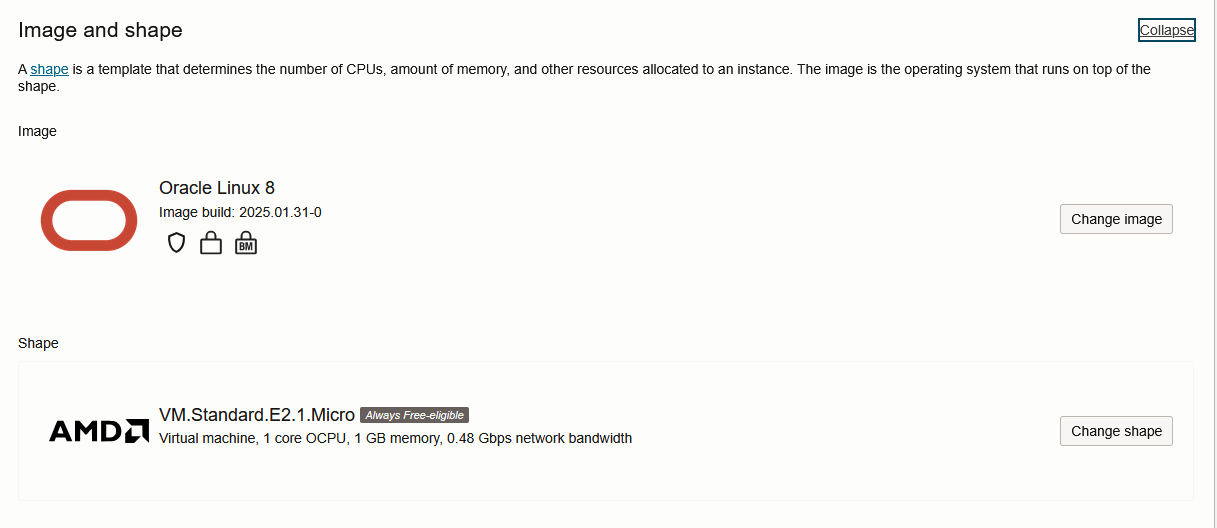 Image and shape
Collapse
A shape is a template that determines the number of CPUs, amount of memory, and other resources allocated to an instance. The image is the operating system that runs on top of the
shape.
Image
Oracle Linux 8
Image build: 2025.01.31-0
BM
Change image
Shape
AMD
VM.Standard.E2.1.Micro Always Free-eligible
Virtual machine, 1 core OCPU, 1 GB memory, 0.48 Gbps network bandwidth
Change shape